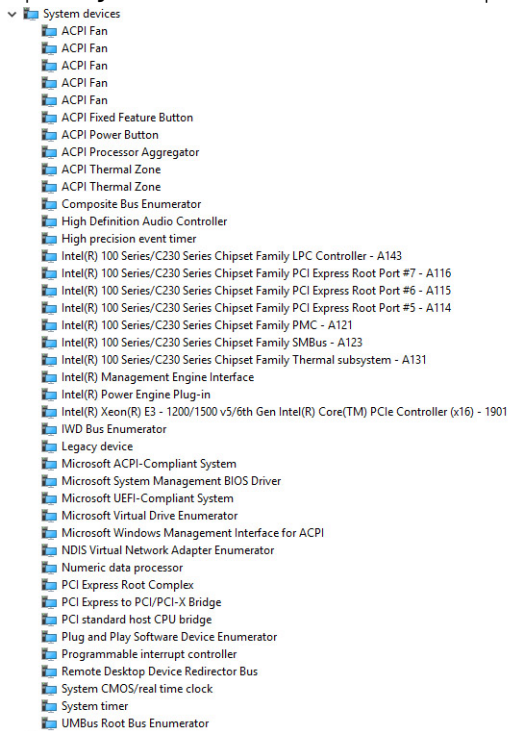 System devices
ACPI Fan
ACPI Fan
ACPI Fan
ACPI Fan
ACPI Fan
ACPI Fixed Feature Button
ACPI Power Button
ACPI Processor Aggregator
ACPI Thermal Zone
ACPI Thermal Zone
Composite Bus Enumerator
High Definition Audio Controller
High precision event timer
Intel(R) 100 Series/C230 Series Chipset Family LPC Controller - A143
Intel(R) 100 Series/C230 Series Chipset Family PCI Express Root Port #7 - A116
Intel(R) 100 Series/C230 Series Chipset Family PCI Express Root Port #6 - A115
Intel(R) 100 Series/C230 Series Chipset Family PCI Express Root Port #5 - A114
Intel(R) 100 Series/C230 Series Chipset Family PMC - A121
Intel(R) 100 Series/C230 Series Chipset Family SMBus - A123
Intel(R) 100 Series/C230 Series Chipset Family Thermal subsystem - A131
Intel(R) Management Engine Interface
Intel(R) Power Engine Plug-in
Intel(R) Xeon(R) E3 - 1200/1500 v5/6th Gen Intel(R) Core(TM) PCIe Controller (x16) - 1901
IWD Bus Enumerator
Legacy device
Microsoft ACPI-Compliant System
Microsoft System Management BIOS Driver
Microsoft UEFI-Compliant System
Microsoft Virtual Drive Enumerator
Microsoft Windows Management Interface for ACPI
NDIS Virtual Network Adapter Enumerator
Numeric data processor
PCI Express Root Complex
PCI Express to PCI/PCI-X Bridge
PCI standard host CPU bridge
Plug and Play Software Device Enumerator
Programmable interrupt controller
Remote Desktop Device Redirector Bus
System CMOS/real time clock
System timer
UMBus Root Bus Enumerator